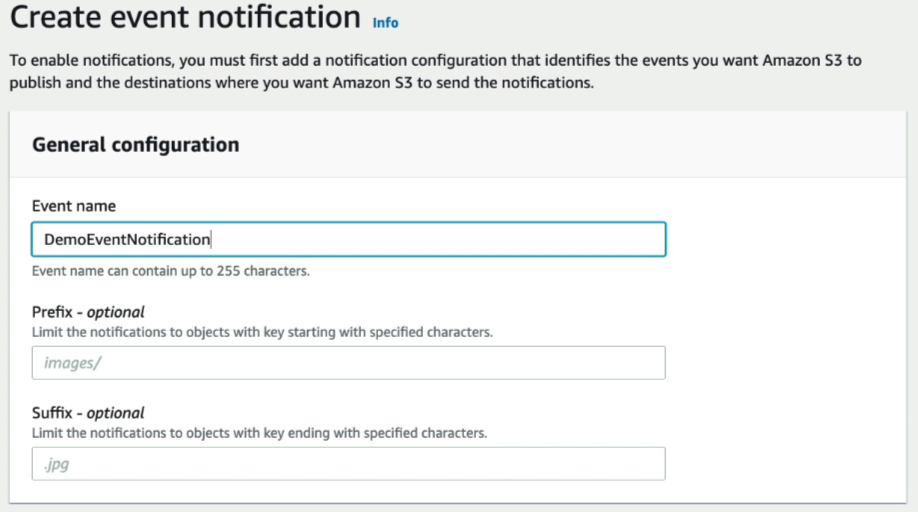 Create event notification Info
To enable notifications, you must first add a notification configuration that identifies the events you want Amazon S3 to
publish and the destinations where you want Amazon S3 to send the notifications.
General configuration
Event name
DemoEventNotification
Event name can contain up to 255 characters.
Prefix - optional
Limit the notifications to objects with key starting with specified characters.
images/
Suffix - optional
Limit the notifications to objects with key ending with specified characters.
.jpg